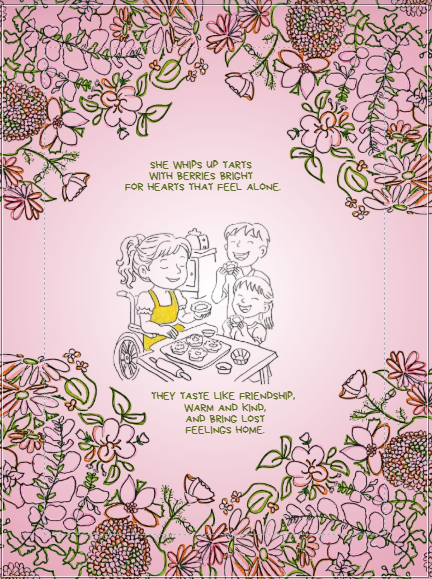 SHE WHIPS UP TARTS
WITH BERRIES BRIGHT
FOR HEARTS THAT FEEL ALONE.
THEY TASTE LIKE FRIENDSHIP,
WARM AND KIND,
AND BRING LOST
FEELINGS HOME.